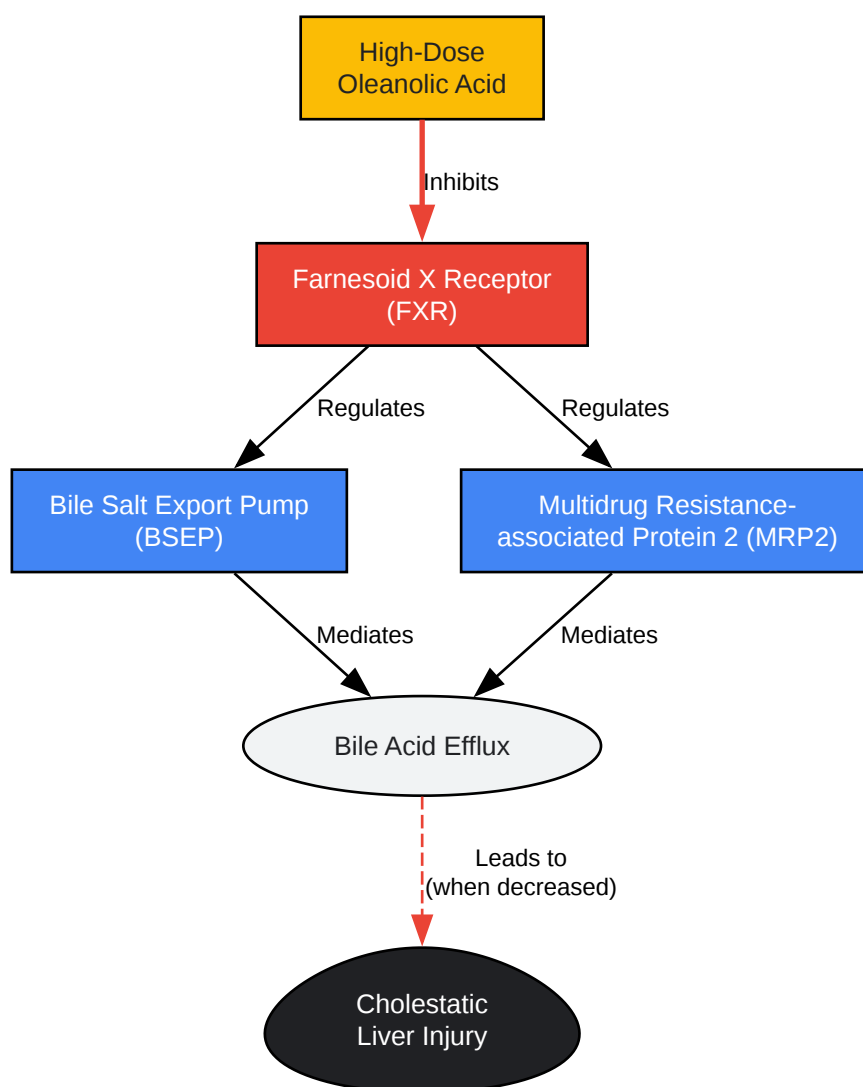 High-Dose
Oleanolic Acid
Inhibits
Farnesoid X Receptor
(FXR)
Regulates
Regulates
Bile Salt Export Pump
(BSEP)
Multidrug Resistance-
associated Protein 2 (MRP2)
Mediates
Mediates
Bile Acid Efflux
Leads to
(when decreased)
Cholestatic
Liver Injury